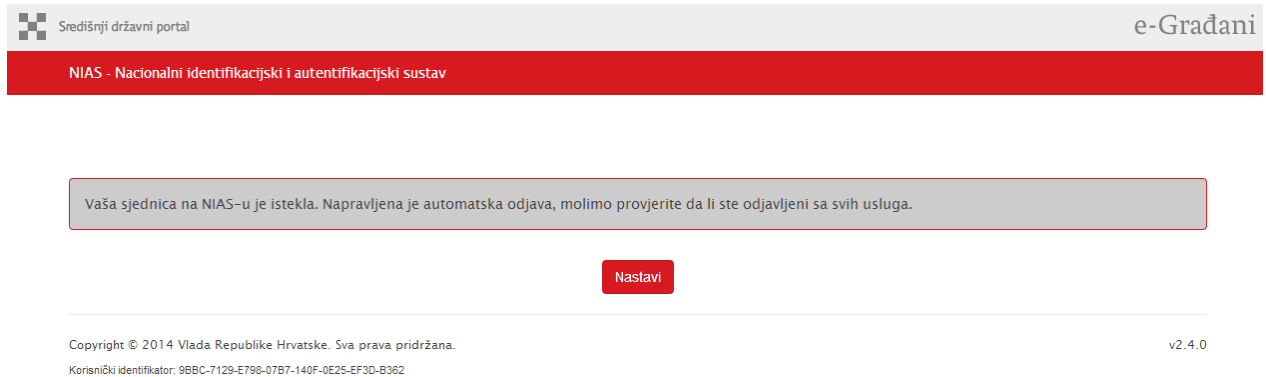 Središnji državni portal
e-Građani
NIAS - Nacionalni identifikacijski i autentifikacijski sustav
Vaša sjednica na NIAS-u je istekla. Napravljena je automatska odjava, molimo provjerite da li ste odjavljeni sa svih usluga.
Nastavi
Copyright © 2014 Vlada Republike Hrvatske. Sva prava pridržana.
v2.4.0
Korisnički identifikator: 9BBC-7129-E798-07B7-140F-0E25-EF3D-B362